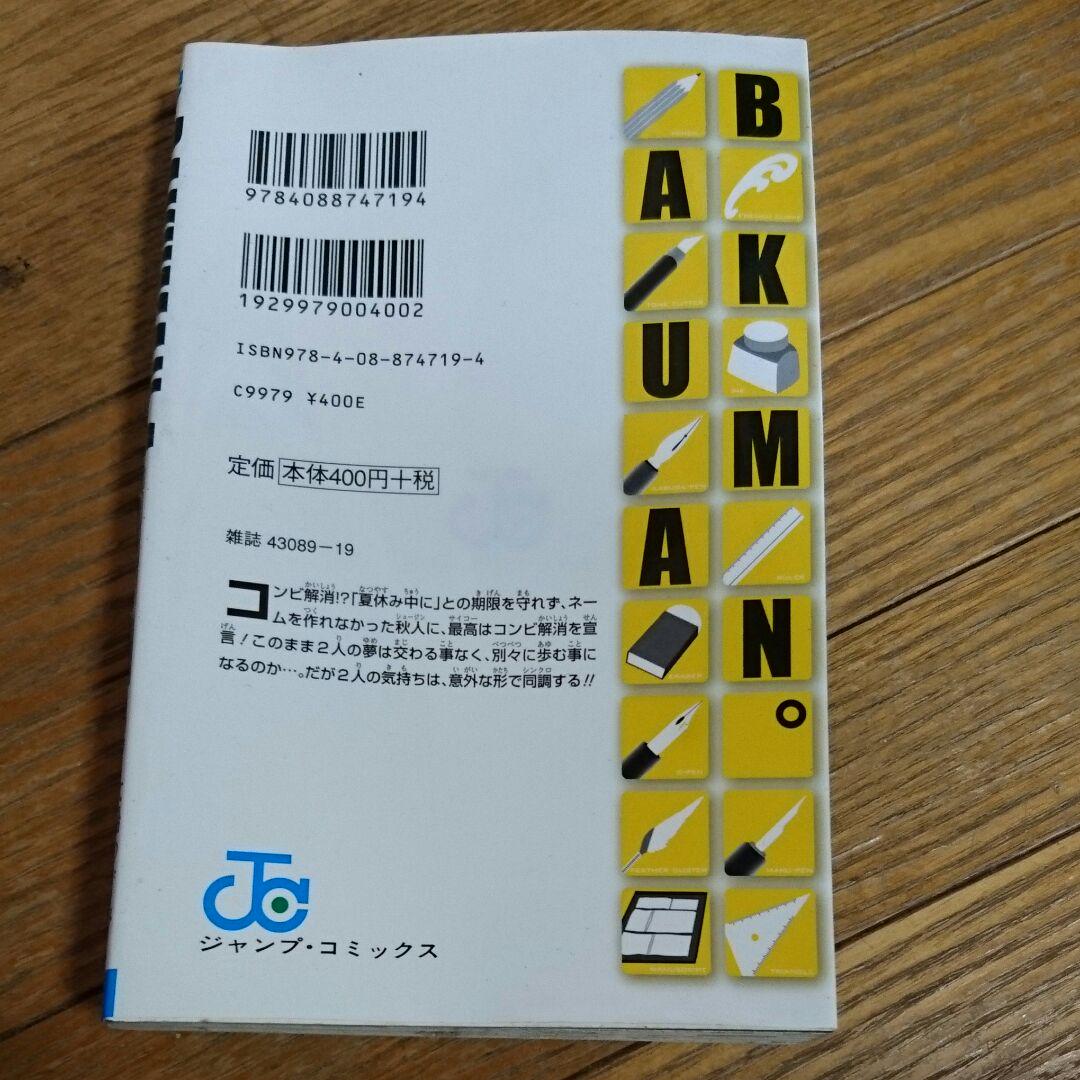 9784088747194
1929979004002
ISBN978-4-08-874719-4
C9979 ¥400E
定価 本体400円+税
雑誌 43089-19
コンビ解消!?「夏休み中に」との期限を守れず、ネー
ムを作れなかった秋人に、最高はコンビ解消を宣
言!このまま2人の夢は交わる事なく、別々に歩む事に
なるのか…。だが2人の気持ちは、意外な形で同調する!!
ジャンプ・コミックス
BAKUMAN。